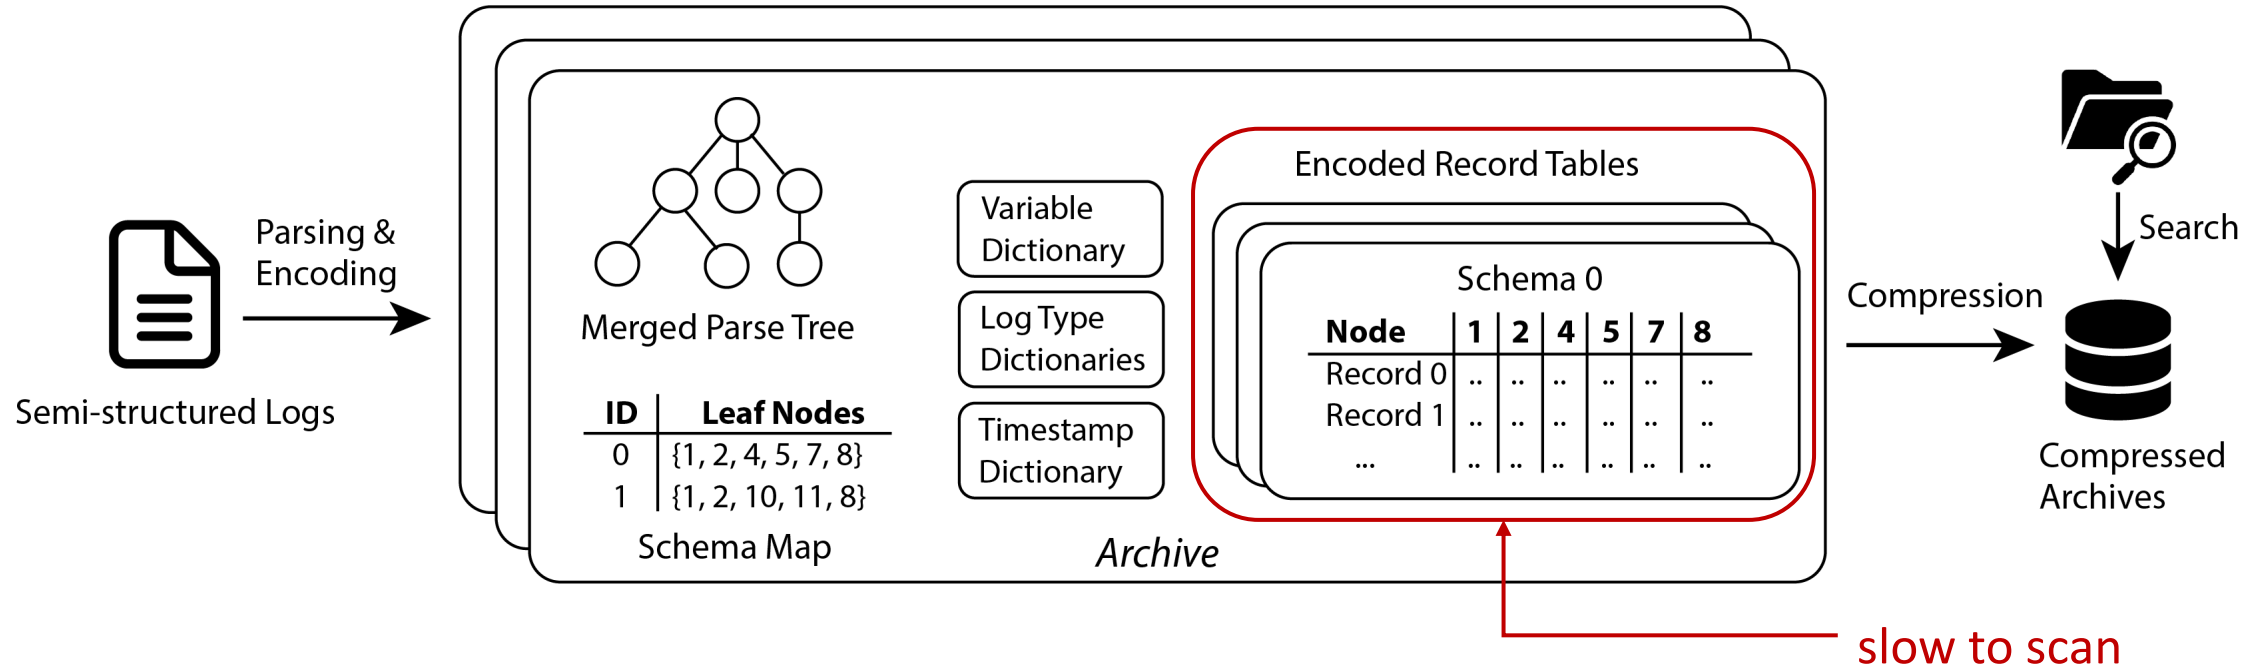 Semi-structured Logs
Parsing &
Encoding
Merged Parse Tree
ID Leaf Nodes
0 {1, 2, 4, 5, 7, 8}
1 {1, 2, 10, 11, 8}
Schema Map
Variable
Dictionary
Log Type
Dictionaries
Timestamp
Dictionary
Archive
Encoded Record Tables
Schema 0
Node 1 2 4 5 7 8
Record 0 .. .. .. .. .. ..
Record 1 .. .. .. .. .. ..
... .. .. .. .. .. ..
slow to scan
Compression
Search
Compressed
Archives